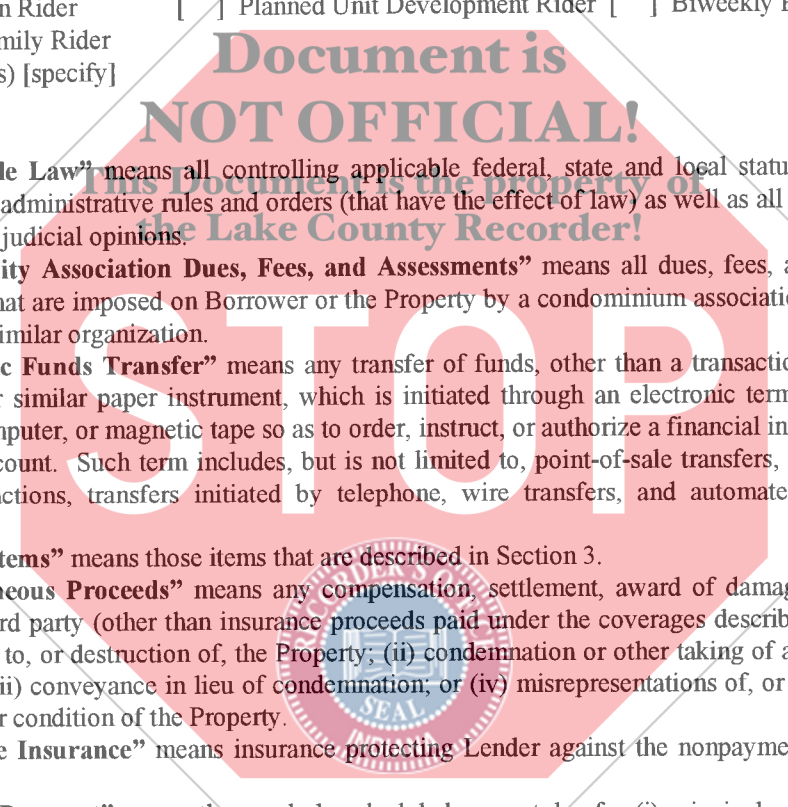 n Rider [ ] Planned Unit Development Rider [ ] Biweekly
mily Rider
s) [specify]
Document is
NOT OFFICIAL!
le Law” means all controlling applicable federal, state and local statu
This Document is the property of
administrative rules and orders (that have the effect of law) as well as all
the Lake County Recorder!
judicial opinions.
ity Association Dues, Fees, and Assessments” means all dues, fees, a
hat are imposed on Borrower or the Property by a condominium associati
imilar organization.
c Funds Transfer” means any transfer of funds, other than a transactio
r similar paper instrument, which is initiated through an electronic term
mputer, or magnetic tape so as to order, instruct, or authorize a financial in
count. Such term includes, but is not limited to, point-of-sale transfers,
ctions, transfers initiated by telephone, wire transfers, and automate
STOP
tems” means those items that are described in Section 3.
neous Proceeds” means any compensation, settlement, award of damag
rd party (other than insurance proceeds paid under the coverages describ
to, or destruction of, the Property; (ii) condemnation or other taking of a
ii) conveyance in lieu of condemnation; or (iv) misrepresentations of, or
r condition of the Property.
SEAL
INDIANA
e Insurance” means insurance protecting Lender against the nonpayme